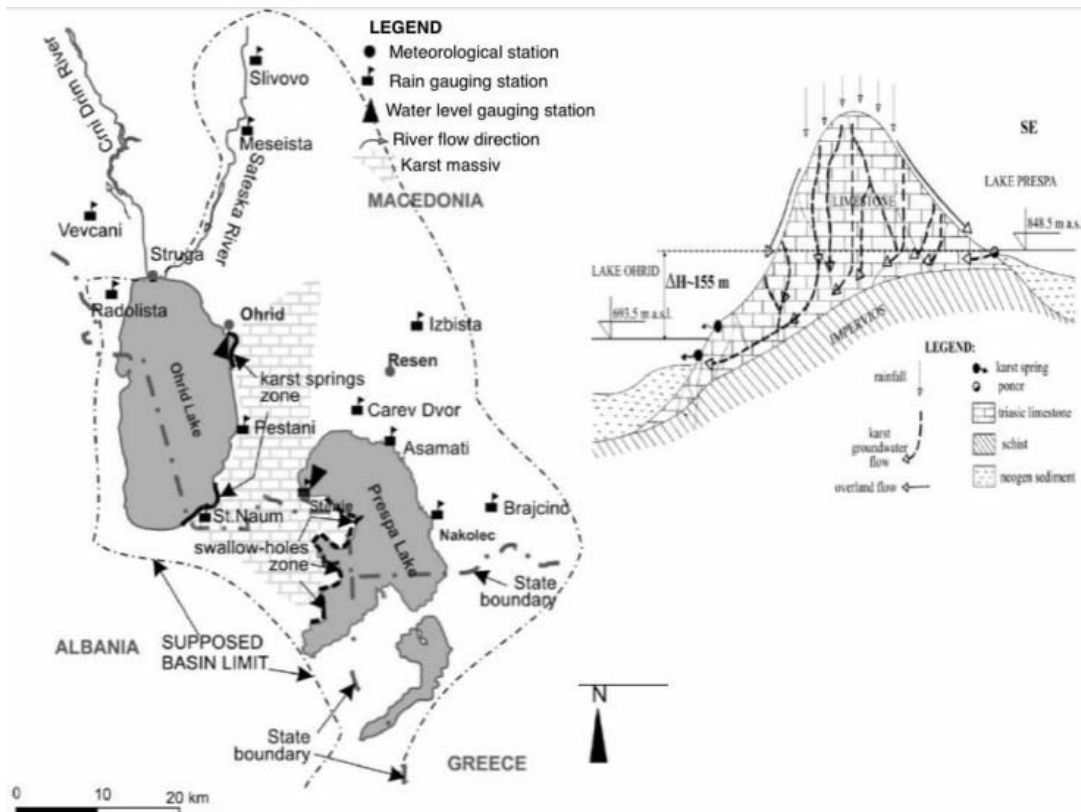 LEGEND
Meteorological station
Rain gauging station
Water level gauging station
River flow direction
Karst massiv
Crni Drim River
Slivovo
Meseista
Sateska River
MACEDONIA
Vevcani
Struga
Radolista
Ohrid
Izbista
Resen
karst springs
zone
Ohrid Lake
Carev Dvor
Pestani
Asamati
Prespa Lake
St.Naum
Brajcino
Nakolec
swallow-holes
zone
State
boundary
ALBANIA
SUPPOSED
BASIN LIMIT
State
boundary
GREECE
N
0 10 20 km
SE
LAKE PRESPA
LIMESTONE
848.5 m a.s.l.
LAKE OHRID
ΔH~155 m
693.5 m a.s.l.
IMPERVIOS
LEGEND:
rainfall
karst
groundwater
flow
overland flow
karst spring
ponor
triasic limestone
schist
neogen sediment